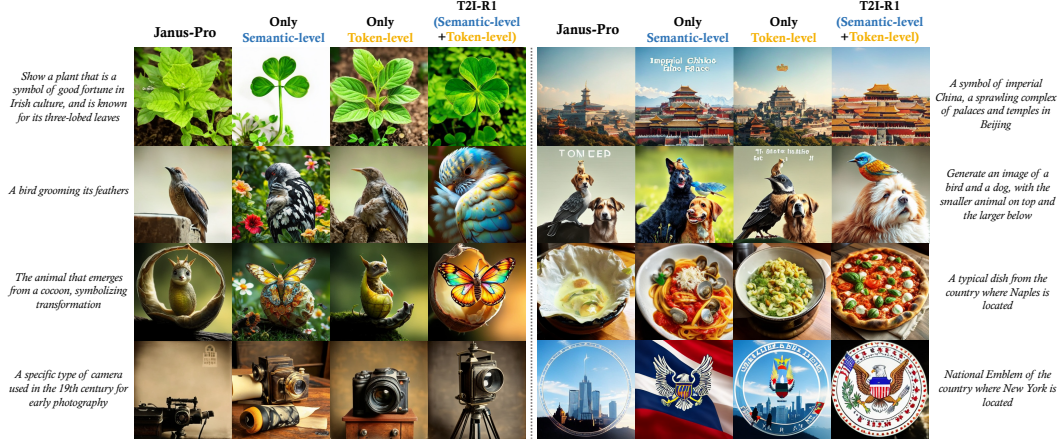 Janus-Pro
Only
Semantic-level
Only
Token-level
T2I-R1
(Semantic-level
+Token-level)
Janus-Pro
Only
Semantic-level
Only
Token-level
T2I-R1
(Semantic-level
+Token-level)
Show a plant that is a
symbol of good fortune in
Irish culture, and is known
for its three-lobed leaves
A symbol of imperial
China, a sprawling complex
of palaces and temples in
Beijing
A bird grooming its feathers
TOMCEP
Generate an image of a
bird and a dog, with the
smaller animal on top and
the larger below
The animal that emerges
from a cocoon, symbolizing
transformation
A typical dish from the
country where Naples is
located
A specific type of camera
used in the 19th century for
early photography
National Emblem of the
country where New York is
located